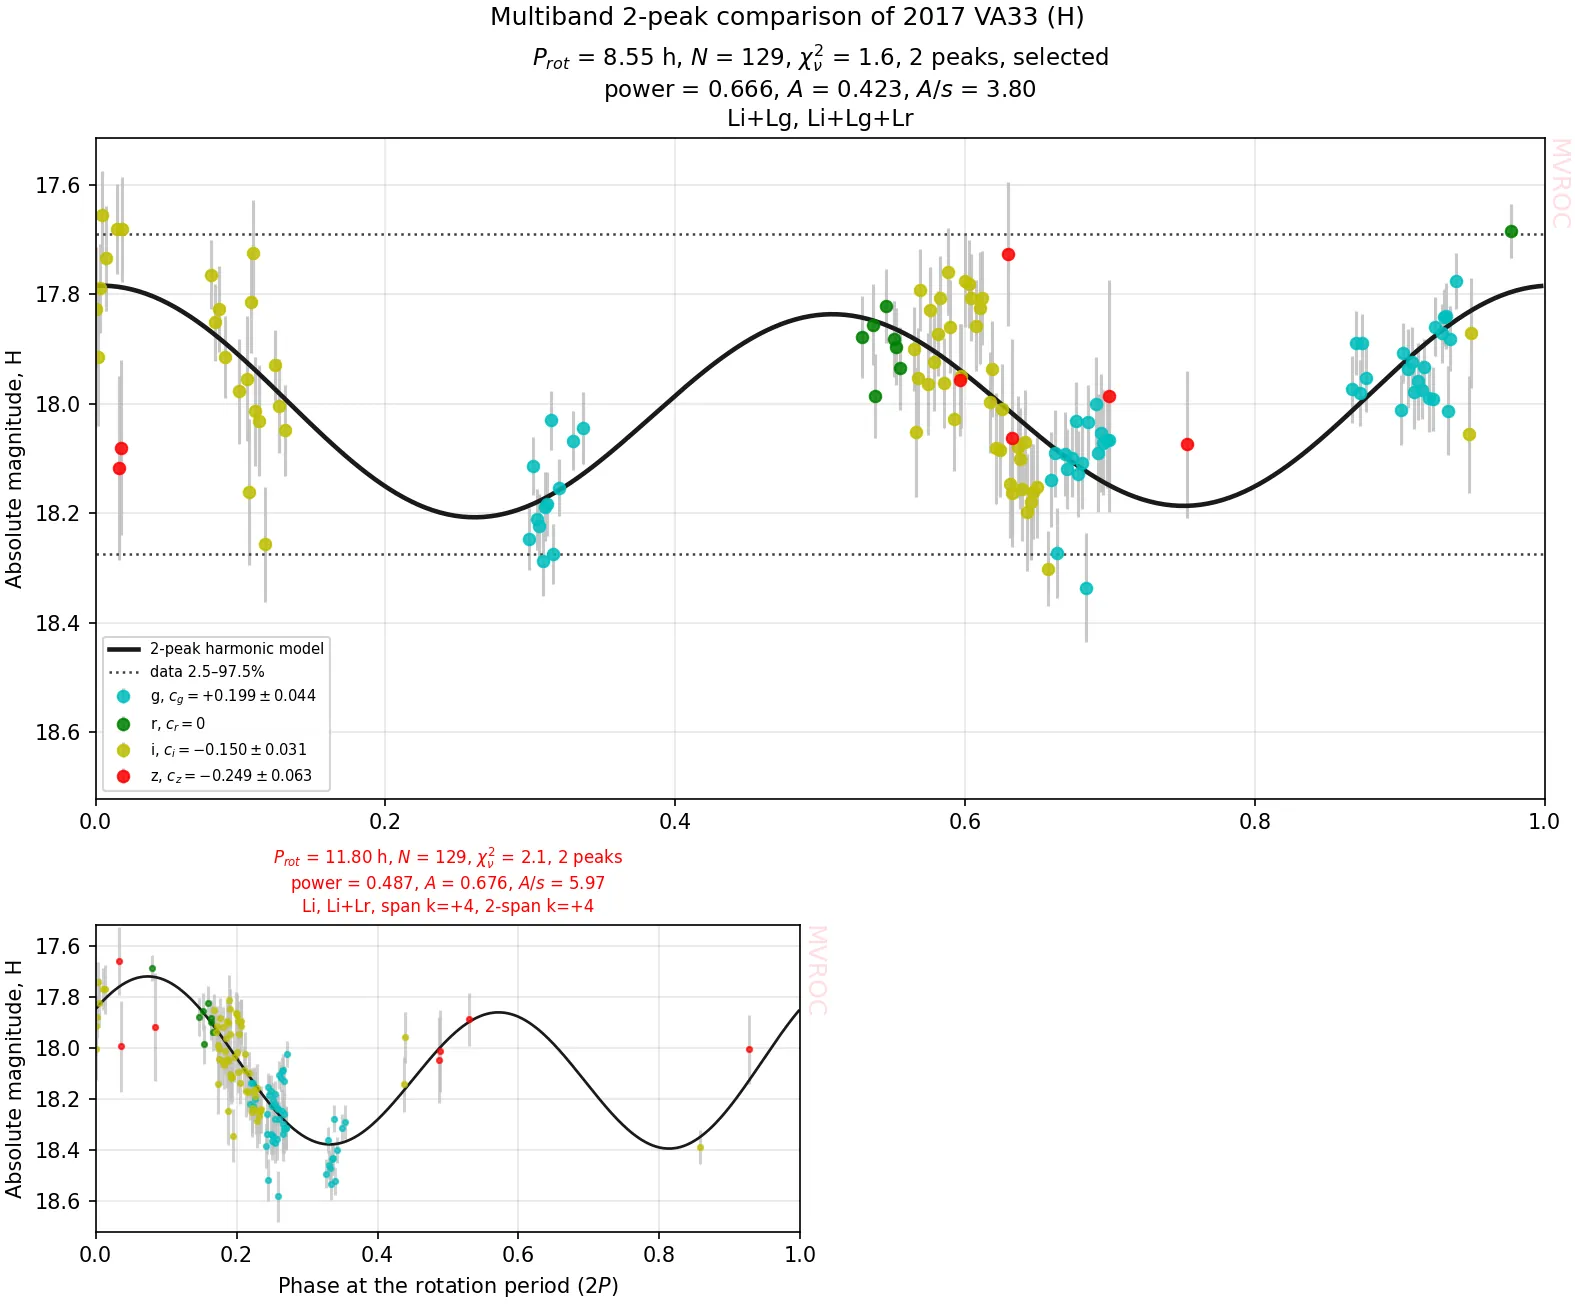 Multiband 2-peak comparison of 2017 VA33 (H)
P_rot = 8.55 h, N = 129, χ²_ν = 1.6, 2 peaks, selected
power = 0.666, A = 0.423, A/s = 3.80
Li+Lg, Li+Lg+Lr
MVROC
Absolute magnitude, H
17.6
17.8
18.0
18.2
18.4
18.6
2-peak harmonic model
data 2.5–97.5%
g, c_g = +0.199 ± 0.044
r, c_r = 0
i, c_i = −0.150 ± 0.031
z, c_z = −0.249 ± 0.063
0.0 0.2 0.4 0.6 0.8 1.0
P_rot = 11.80 h, N = 129, χ²_ν = 2.1, 2 peaks
power = 0.487, A = 0.676, A/s = 5.97
Li, Li+Lr, span k=+4, 2-span k=+4
MVROC
Absolute magnitude, H
17.6
17.8
18.0
18.2
18.4
18.6
0.0 0.2 0.4 0.6 0.8 1.0
Phase at the rotation period (2P)